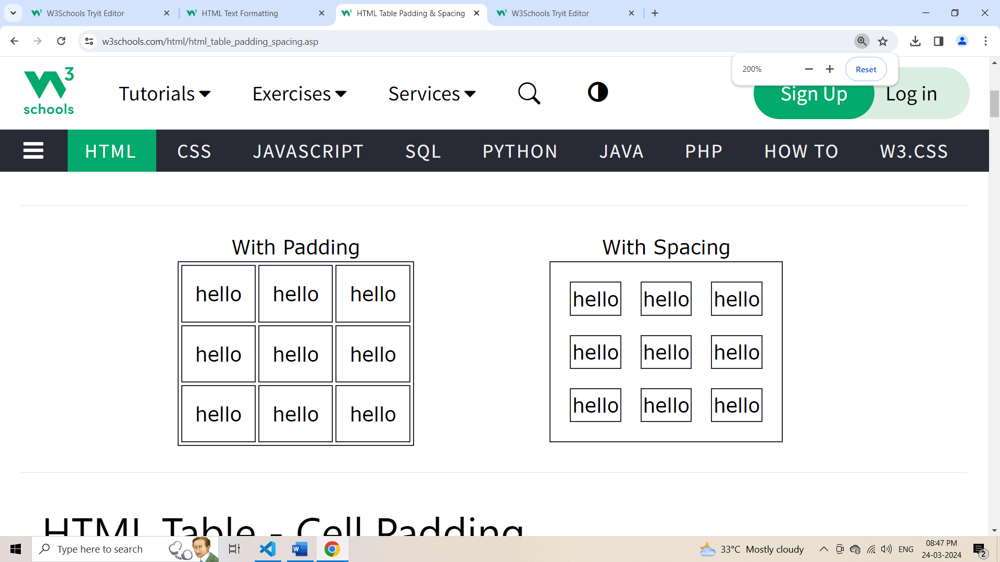 W3Schools Tryit Editor
HTML Text Formatting
HTML Table Padding & Spacing
W3Schools Tryit Editor
w3schools.com/html/html_table_padding_spacing.asp
200%
Reset
3
schools
Tutorials
Exercises
Services
Sign Up
Log in
HTML
CSS
JAVASCRIPT
SQL
PYTHON
JAVA
PHP
HOW TO
W3.CSS
With Padding
hello hello hello
hello hello hello
hello hello hello
With Spacing
hello hello hello
hello hello hello
hello hello hello
HTML Table - Cell Padding
Type here to search
33°C Mostly cloudy
ENG
08:47 PM
24-03-2024
2